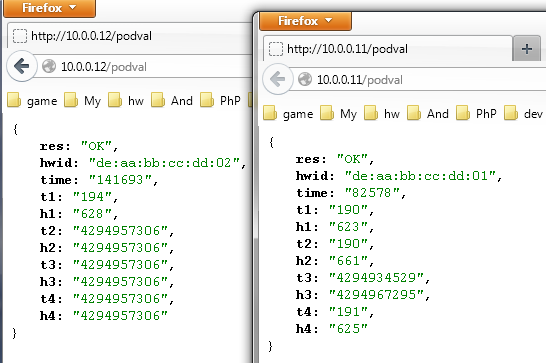 Firefox
http://10.0.0.12/podval
10.0.0.12/podval
game My hw And PhP
{
res: "OK",
hwid: "de:aa:bb:cc:dd:02",
time: "141693",
t1: "194",
h1: "628",
t2: "4294957306",
h2: "4294957306",
t3: "4294957306",
h3: "4294957306",
t4: "4294957306",
h4: "4294957306"
}
Firefox
http://10.0.0.11/podval
10.0.0.11/podval
game My hw And PhP dev
{
res: "OK",
hwid: "de:aa:bb:cc:dd:01",
time: "82578",
t1: "190",
h1: "623",
t2: "190",
h2: "661",
t3: "4294934529",
h3: "4294967295",
t4: "191",
h4: "625"
}